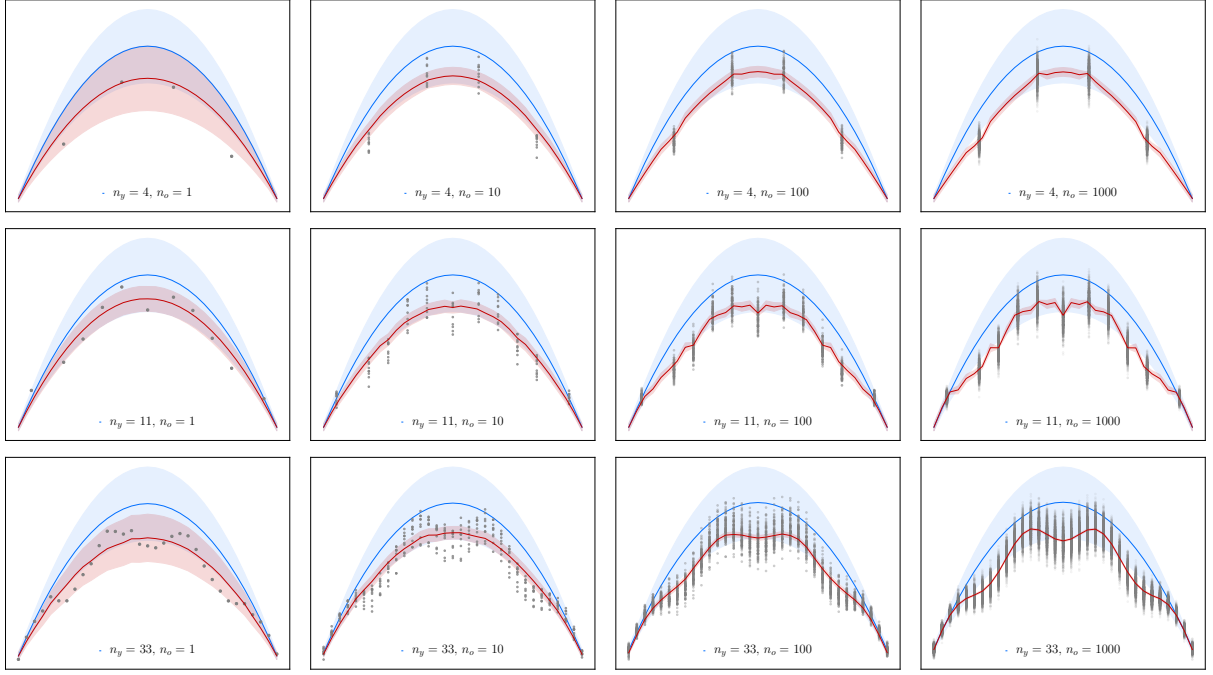 n_y = 4, n_o = 1
n_y = 4, n_o = 10
n_y = 4, n_o = 100
n_y = 4, n_o = 1000
n_y = 11, n_o = 1
n_y = 11, n_o = 10
n_y = 11, n_o = 100
n_y = 11, n_o = 1000
n_y = 33, n_o = 1
n_y = 33, n_o = 10
n_y = 33, n_o = 100
n_y = 33, n_o = 1000